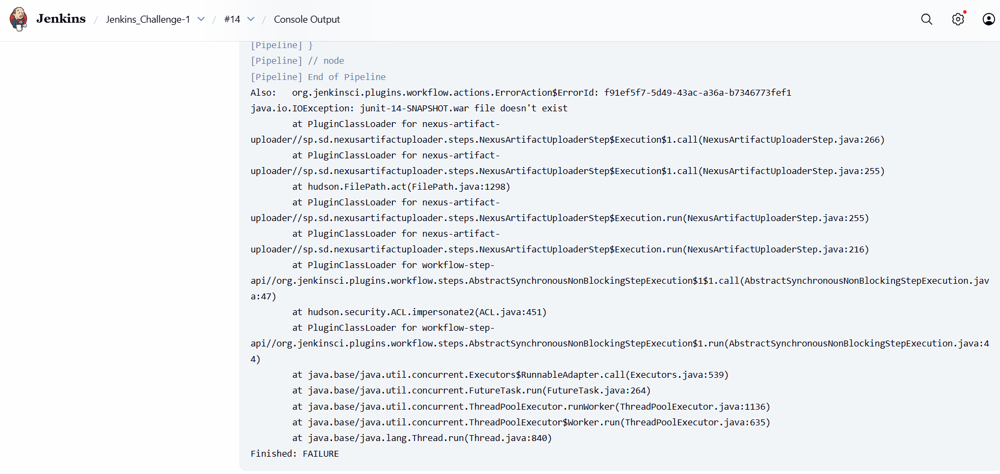 Jenkins / Jenkins_Challenge-1 / #14 / Console Output
[Pipeline] }
[Pipeline] // node
[Pipeline] End of Pipeline
Also:   org.jenkinsci.plugins.workflow.actions.ErrorAction$ErrorId: f91ef5f7-5d49-43ac-a36a-b7346773fef1
java.io.IOException: junit-14-SNAPSHOT.war file doesn't exist
        at PluginClassLoader for nexus-artifact-
uploader//sp.sd.nexusartifactuploader.steps.NexusArtifactUploaderStep$Execution$1.call(NexusArtifactUploaderStep.java:266)
        at PluginClassLoader for nexus-artifact-
uploader//sp.sd.nexusartifactuploader.steps.NexusArtifactUploaderStep$Execution$1.call(NexusArtifactUploaderStep.java:255)
        at hudson.FilePath.act(FilePath.java:1298)
        at PluginClassLoader for nexus-artifact-
uploader//sp.sd.nexusartifactuploader.steps.NexusArtifactUploaderStep$Execution.run(NexusArtifactUploaderStep.java:255)
        at PluginClassLoader for nexus-artifact-
uploader//sp.sd.nexusartifactuploader.steps.NexusArtifactUploaderStep$Execution.run(NexusArtifactUploaderStep.java:216)
        at PluginClassLoader for workflow-step-
api//org.jenkinsci.plugins.workflow.steps.AbstractSynchronousNonBlockingStepExecution$1$1.call(AbstractSynchronousNonBlockingStepExecution.jav
a:47)
        at hudson.security.ACL.impersonate2(ACL.java:451)
        at PluginClassLoader for workflow-step-
api//org.jenkinsci.plugins.workflow.steps.AbstractSynchronousNonBlockingStepExecution$1.run(AbstractSynchronousNonBlockingStepExecution.java:4
4)
        at java.base/java.util.concurrent.Executors$RunnableAdapter.call(Executors.java:539)
        at java.base/java.util.concurrent.FutureTask.run(FutureTask.java:264)
        at java.base/java.util.concurrent.ThreadPoolExecutor.runWorker(ThreadPoolExecutor.java:1136)
        at java.base/java.util.concurrent.ThreadPoolExecutor$Worker.run(ThreadPoolExecutor.java:635)
        at java.base/java.lang.Thread.run(Thread.java:840)
Finished: FAILURE